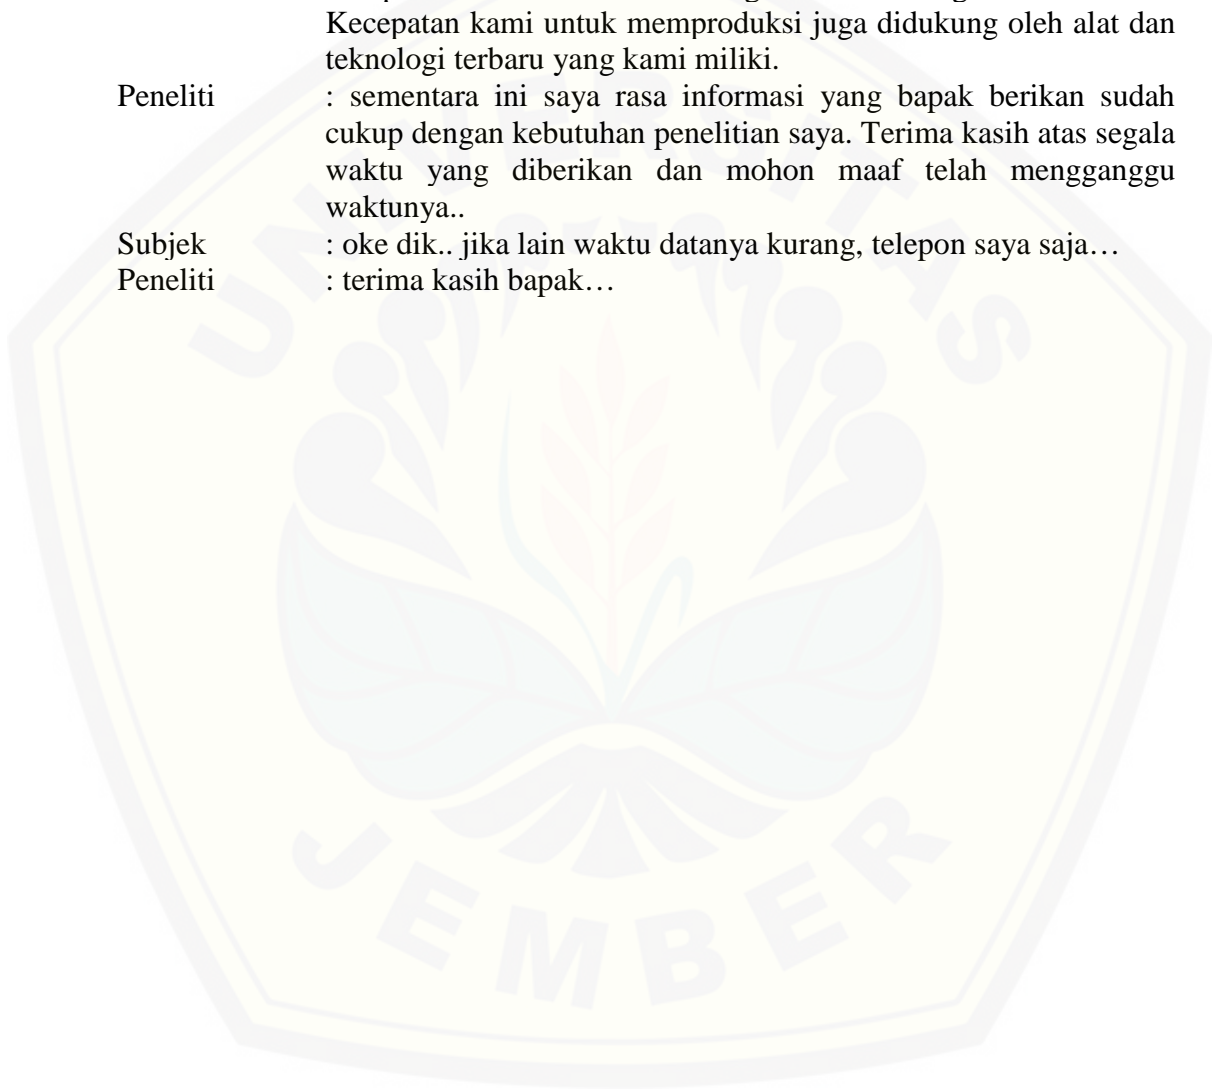 Kecepatan kami untuk memproduksi juga didukung oleh alat dan
teknologi terbaru yang kami miliki.
Peneliti : sementara ini saya rasa informasi yang bapak berikan sudah
cukup dengan kebutuhan penelitian saya. Terima kasih atas segala
waktu yang diberikan dan mohon maaf telah mengganggu
waktunya..
Subjek : oke dik.. jika lain waktu datanya kurang, telepon saya saja…
Peneliti : terima kasih bapak…
UNIVERSITAS
JEMBER